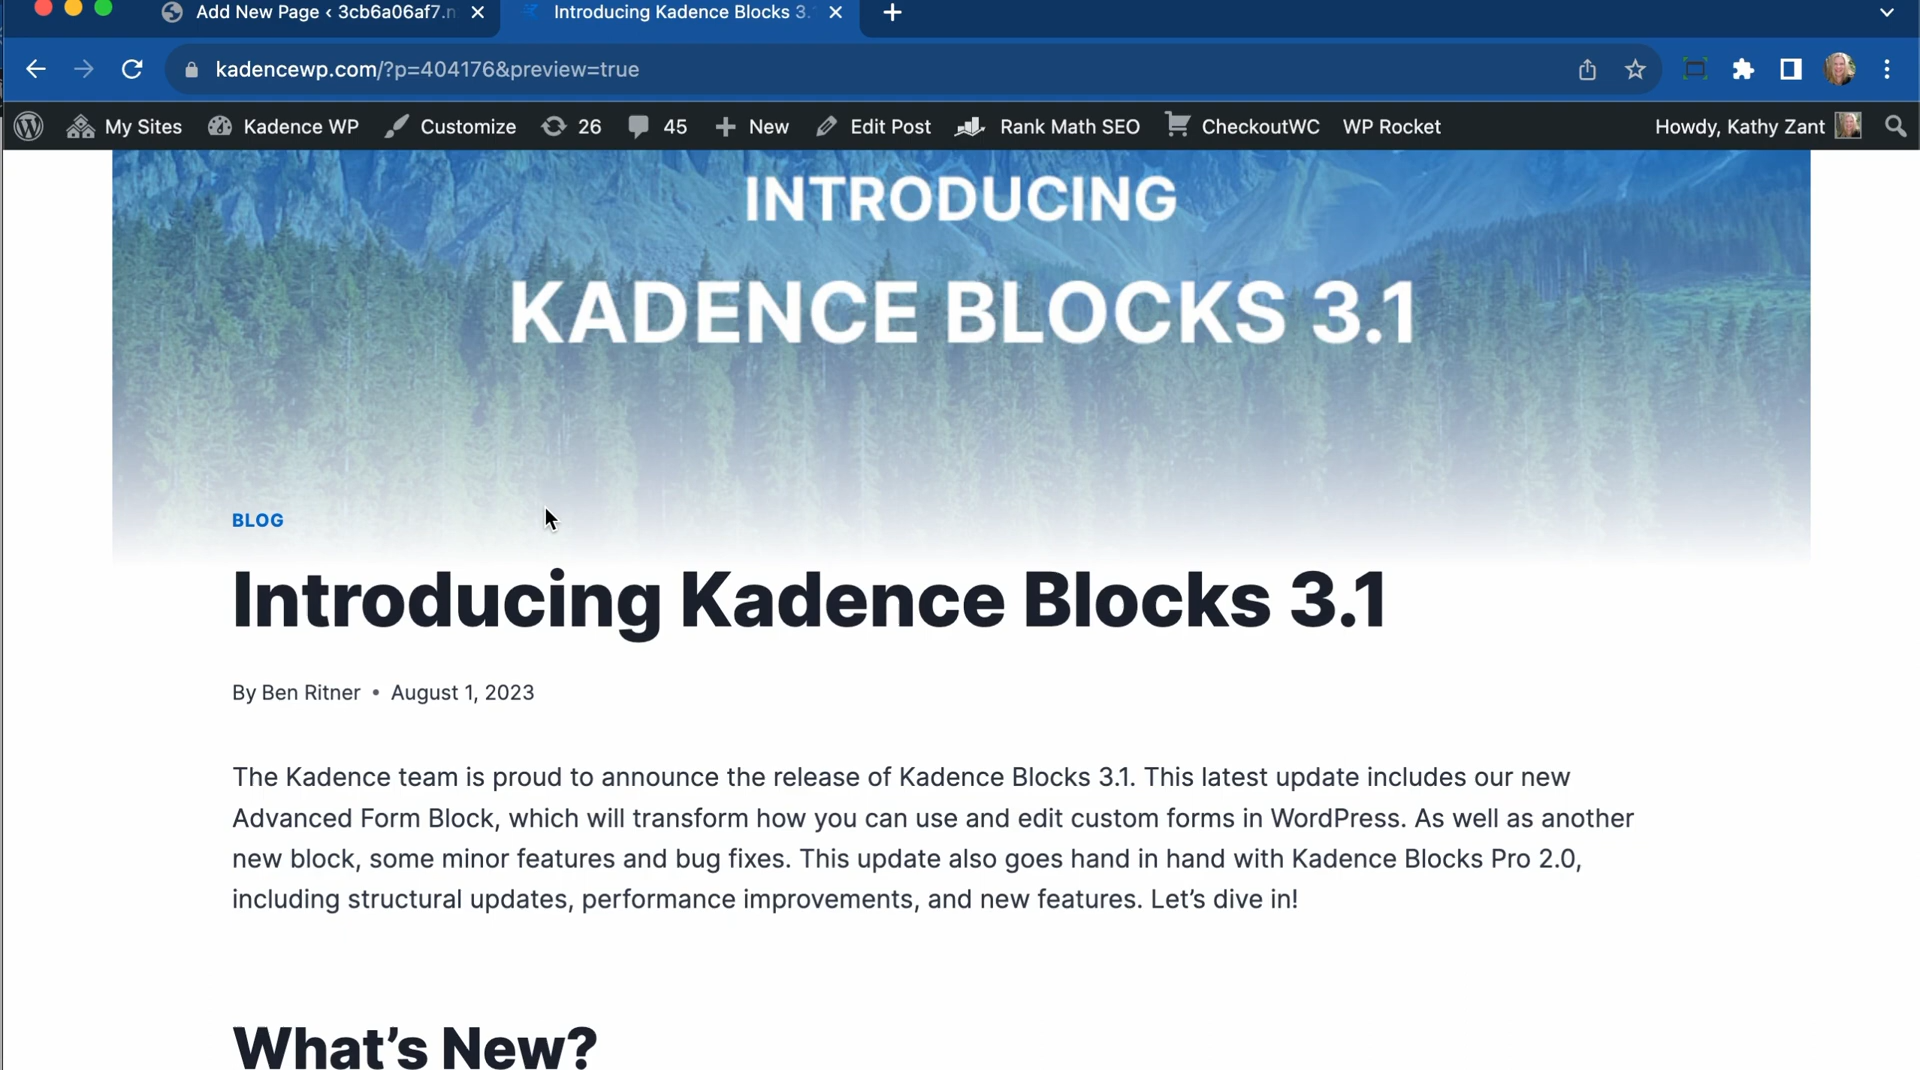 Add New Page ‹ 3cb6a06af7.n
Introducing Kadence Blocks 3.
kadencewp.com/?p=404176&preview=true
My Sites Kadence WP Customize 26 45 New Edit Post Rank Math SEO CheckoutWC WP Rocket Howdy, Kathy Zant
INTRODUCING
KADENCE BLOCKS 3.1
BLOG
Introducing Kadence Blocks 3.1
By Ben Ritner • August 1, 2023
The Kadence team is proud to announce the release of Kadence Blocks 3.1. This latest update includes our new
Advanced Form Block, which will transform how you can use and edit custom forms in WordPress. As well as another
new block, some minor features and bug fixes. This update also goes hand in hand with Kadence Blocks Pro 2.0,
including structural updates, performance improvements, and new features. Let’s dive in!
What’s New?